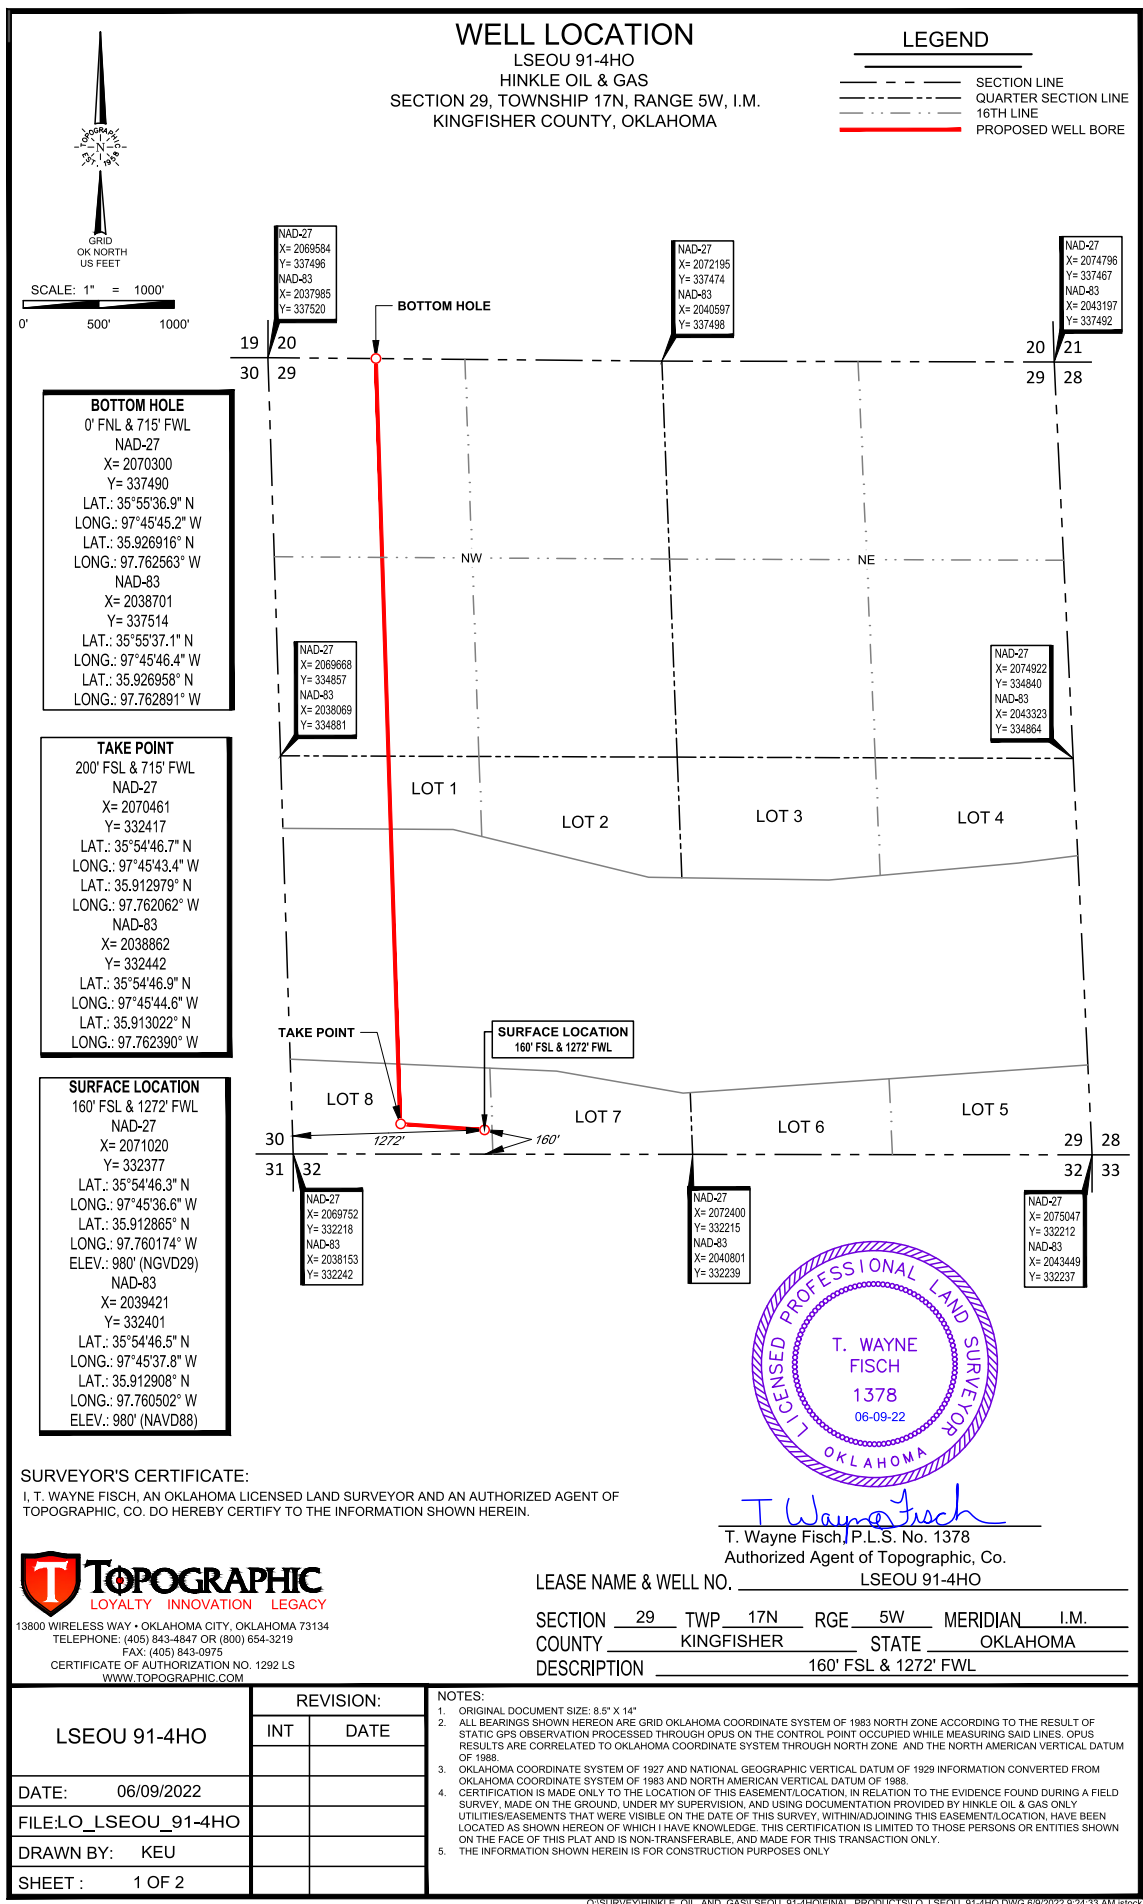 WELL LOCATION
LSEOU 91-4HO
HINKLE OIL & GAS
SECTION 29, TOWNSHIP 17N, RANGE 5W, I.M.
KINGFISHER COUNTY, OKLAHOMA
LEGEND
SECTION LINE
QUARTER SECTION LINE
16TH LINE
PROPOSED WELL BORE
TOPOGRAPHIC
N
EST. 1958
GRID
OK NORTH
US FEET
SCALE: 1" = 1000'
0' 500' 1000'
NAD-27
X= 2069584
Y= 337496
NAD-83
X= 2037985
Y= 337520
NAD-27
X= 2072195
Y= 337474
NAD-83
X= 2040597
Y= 337498
NAD-27
X= 2074796
Y= 337467
NAD-83
X= 2043197
Y= 337492
BOTTOM HOLE
19 20
30 29
20 21
29 28
BOTTOM HOLE
0' FNL & 715' FWL
NAD-27
X= 2070300
Y= 337490
LAT.: 35°55'36.9" N
LONG.: 97°45'45.2" W
LAT.: 35.926916° N
LONG.: 97.762563° W
NAD-83
X= 2038701
Y= 337514
LAT.: 35°55'37.1" N
LONG.: 97°45'46.4" W
LAT.: 35.926958° N
LONG.: 97.762891° W
NW
NE
NAD-27
X= 2069668
Y= 334857
NAD-83
X= 2038069
Y= 334881
NAD-27
X= 2074922
Y= 334840
NAD-83
X= 2043323
Y= 334864
TAKE POINT
200' FSL & 715' FWL
NAD-27
X= 2070461
Y= 332417
LAT.: 35°54'46.7" N
LONG.: 97°45'43.4" W
LAT.: 35.912979° N
LONG.: 97.762062° W
NAD-83
X= 2038862
Y= 332442
LAT.: 35°54'46.9" N
LONG.: 97°45'44.6" W
LAT.: 35.913022° N
LONG.: 97.762390° W
LOT 1
LOT 2
LOT 3
LOT 4
TAKE POINT
SURFACE LOCATION
160' FSL & 1272' FWL
LOT 8
LOT 7
LOT 6
LOT 5
1272'
160'
30
31 32
29 28
32 33
SURFACE LOCATION
160' FSL & 1272' FWL
NAD-27
X= 2071020
Y= 332377
LAT.: 35°54'46.3" N
LONG.: 97°45'36.6" W
LAT.: 35.912865° N
LONG.: 97.760174° W
ELEV.: 980' (NGVD29)
NAD-83
X= 2039421
Y= 332401
LAT.: 35°54'46.5" N
LONG.: 97°45'37.8" W
LAT.: 35.912908° N
LONG.: 97.760502° W
ELEV.: 980' (NAVD88)
NAD-27
X= 2069752
Y= 332218
NAD-83
X= 2038153
Y= 332242
NAD-27
X= 2072400
Y= 332215
NAD-83
X= 2040801
Y= 332239
NAD-27
X= 2075047
Y= 332212
NAD-83
X= 2043449
Y= 332237
LICENSED PROFESSIONAL LAND SURVEYOR
T. WAYNE
FISCH
1378
06-09-22
OKLAHOMA
SURVEYOR'S CERTIFICATE:
I, T. WAYNE FISCH, AN OKLAHOMA LICENSED LAND SURVEYOR AND AN AUTHORIZED AGENT OF
TOPOGRAPHIC, CO. DO HEREBY CERTIFY TO THE INFORMATION SHOWN HEREIN.
T Wayne Fisch
T. Wayne Fisch, P.L.S. No. 1378
Authorized Agent of Topographic, Co.
T TOPOGRAPHIC
LOYALTY INNOVATION LEGACY
13800 WIRELESS WAY • OKLAHOMA CITY, OKLAHOMA 73134
TELEPHONE: (405) 843-4847 OR (800) 654-3219
FAX: (405) 843-0975
CERTIFICATE OF AUTHORIZATION NO. 1292 LS
WWW.TOPOGRAPHIC.COM
LEASE NAME & WELL NO. LSEOU 91-4HO
SECTION 29 TWP. 17N RGE. 5W MERIDIAN I.M.
COUNTY KINGFISHER STATE OKLAHOMA
DESCRIPTION 160' FSL & 1272' FWL
LSEOU 91-4HO
REVISION:
INT DATE
DATE: 06/09/2022
FILE:LO_LSEOU_91-4HO
DRAWN BY: KEU
SHEET : 1 OF 2
NOTES:
1. ORIGINAL DOCUMENT SIZE: 8.5" X 14"
2. ALL BEARINGS SHOWN HEREON ARE GRID OKLAHOMA COORDINATE SYSTEM OF 1983 NORTH ZONE ACCORDING TO THE RESULT OF
STATIC GPS OBSERVATION PROCESSED THROUGH OPUS ON THE CONTROL POINT OCCUPIED WHILE MEASURING SAID LINES. OPUS
RESULTS ARE CORRELATED TO OKLAHOMA COORDINATE SYSTEM THROUGH NORTH ZONE AND THE NORTH AMERICAN VERTICAL DATUM
OF 1988.
3. OKLAHOMA COORDINATE SYSTEM OF 1927 AND NATIONAL GEOGRAPHIC VERTICAL DATUM OF 1929 INFORMATION CONVERTED FROM
OKLAHOMA COORDINATE SYSTEM OF 1983 AND NORTH AMERICAN VERTICAL DATUM OF 1988.
4. CERTIFICATION IS MADE ONLY TO THE LOCATION OF THIS EASEMENT/LOCATION, IN RELATION TO THE EVIDENCE FOUND DURING A FIELD
SURVEY, MADE ON THE GROUND, UNDER MY SUPERVISION, AND USING DOCUMENTATION PROVIDED BY HINKLE OIL & GAS ONLY
UTILITIES/EASEMENTS THAT WERE VISIBLE ON THE DATE OF THIS SURVEY, WITHIN/ADJOINING THIS EASEMENT/LOCATION, HAVE BEEN
LOCATED AS SHOWN HEREON OF WHICH I HAVE KNOWLEDGE. THIS CERTIFICATION IS LIMITED TO THOSE PERSONS OR ENTITIES SHOWN
ON THE FACE OF THIS PLAT AND IS NON-TRANSFERABLE, AND MADE FOR THIS TRANSACTION ONLY.
5. THE INFORMATION SHOWN HEREIN IS FOR CONSTRUCTION PURPOSES ONLY